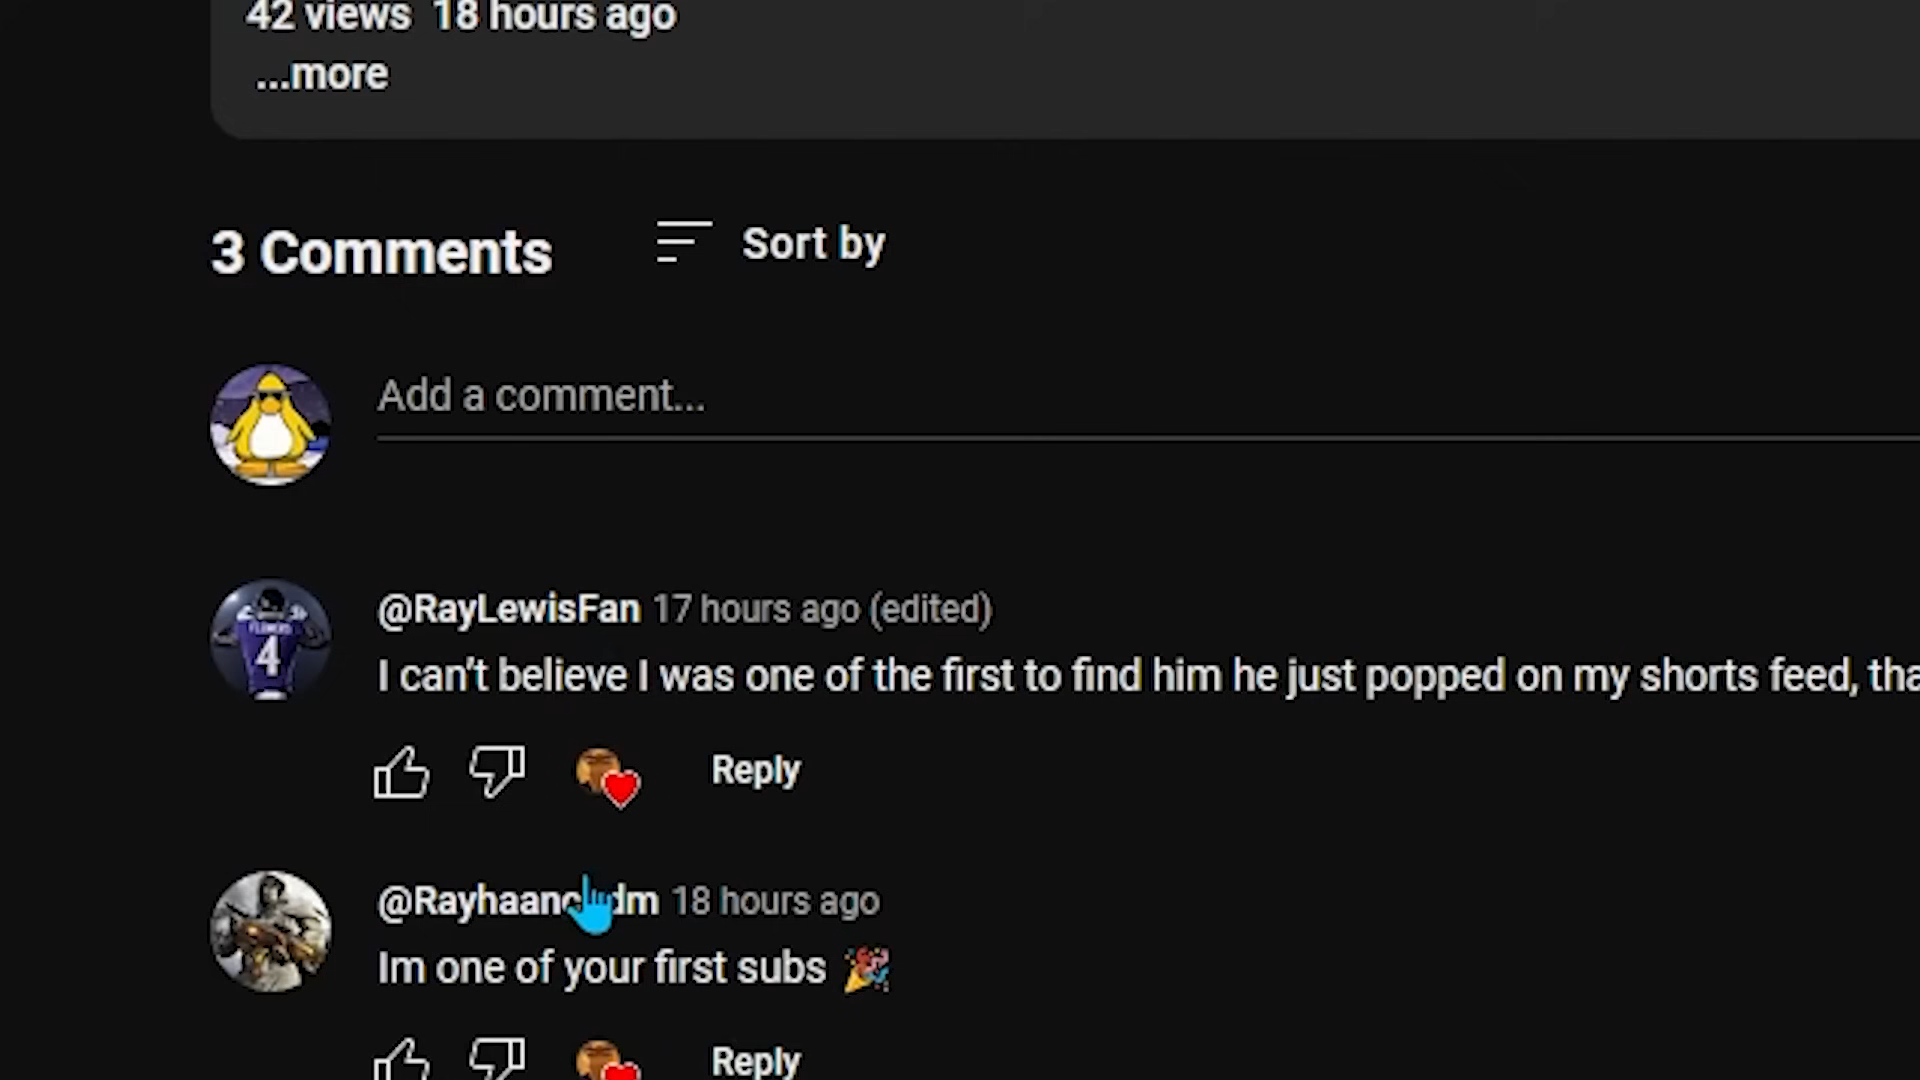 42 views 18 hours ago
...more
3 Comments
Sort by
Add a comment...
@RayLewisFan 17 hours ago (edited)
I can't believe I was one of the first to find him he just popped on my shorts feed,
4
Reply
18 hours ago
Im one of your first subs 🎉
Reply